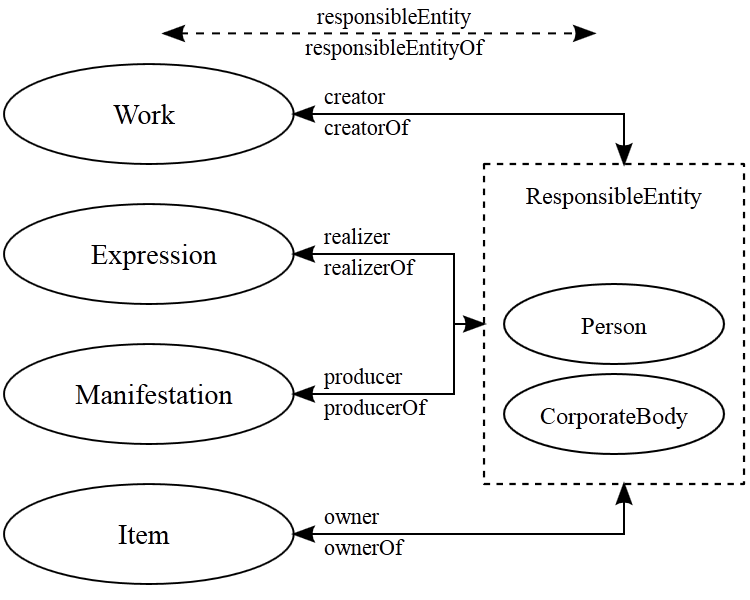 responsibleEntity
responsibleEntityOf
creator
Work
creatorOf
ResponsibleEntity
realizer
Expression
realizerOf
Person
producer
Manifestation
producerOf
CorporateBody
owner
Item
ownerOf